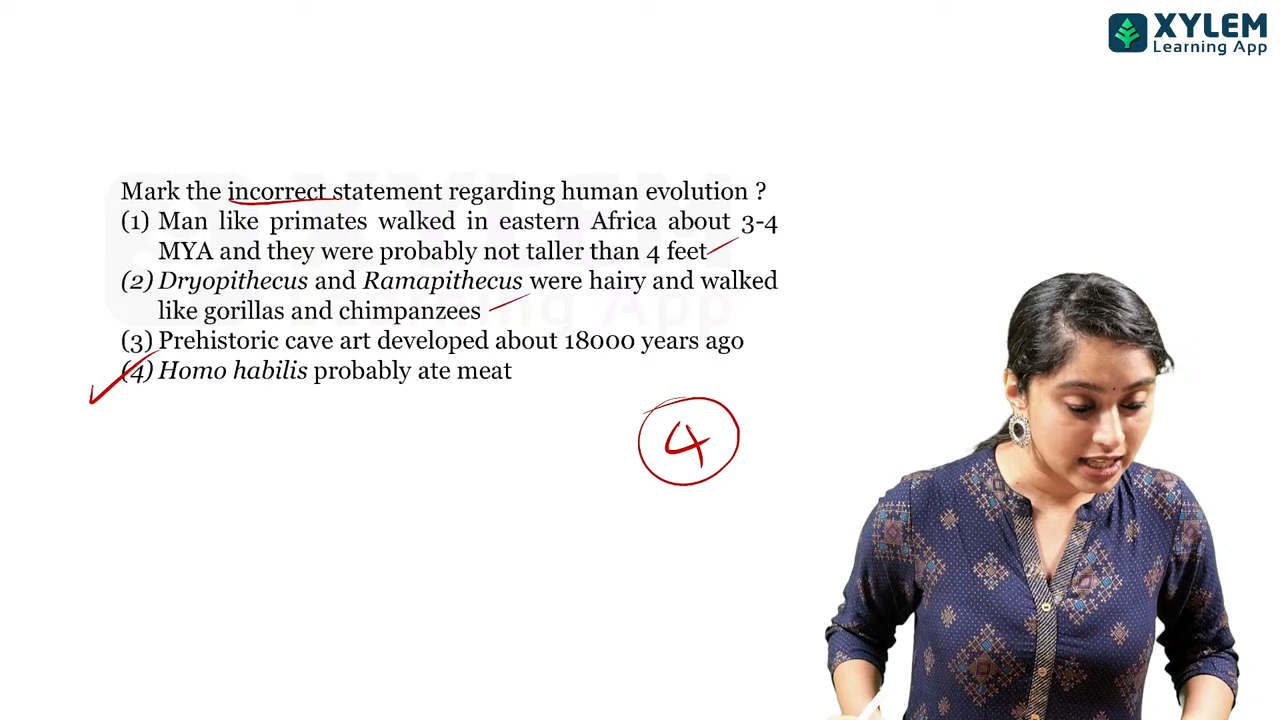 XYLEM
Learning App
Mark the incorrect statement regarding human evolution ?
(1) Man like primates walked in eastern Africa about 3-4
MYA and they were probably not taller than 4 feet
(2) Dryopithecus and Ramapithecus were hairy and walked
like gorillas and chimpanzees
(3) Prehistoric cave art developed about 18000 years ago
(4) Homo habilis probably ate meat
4